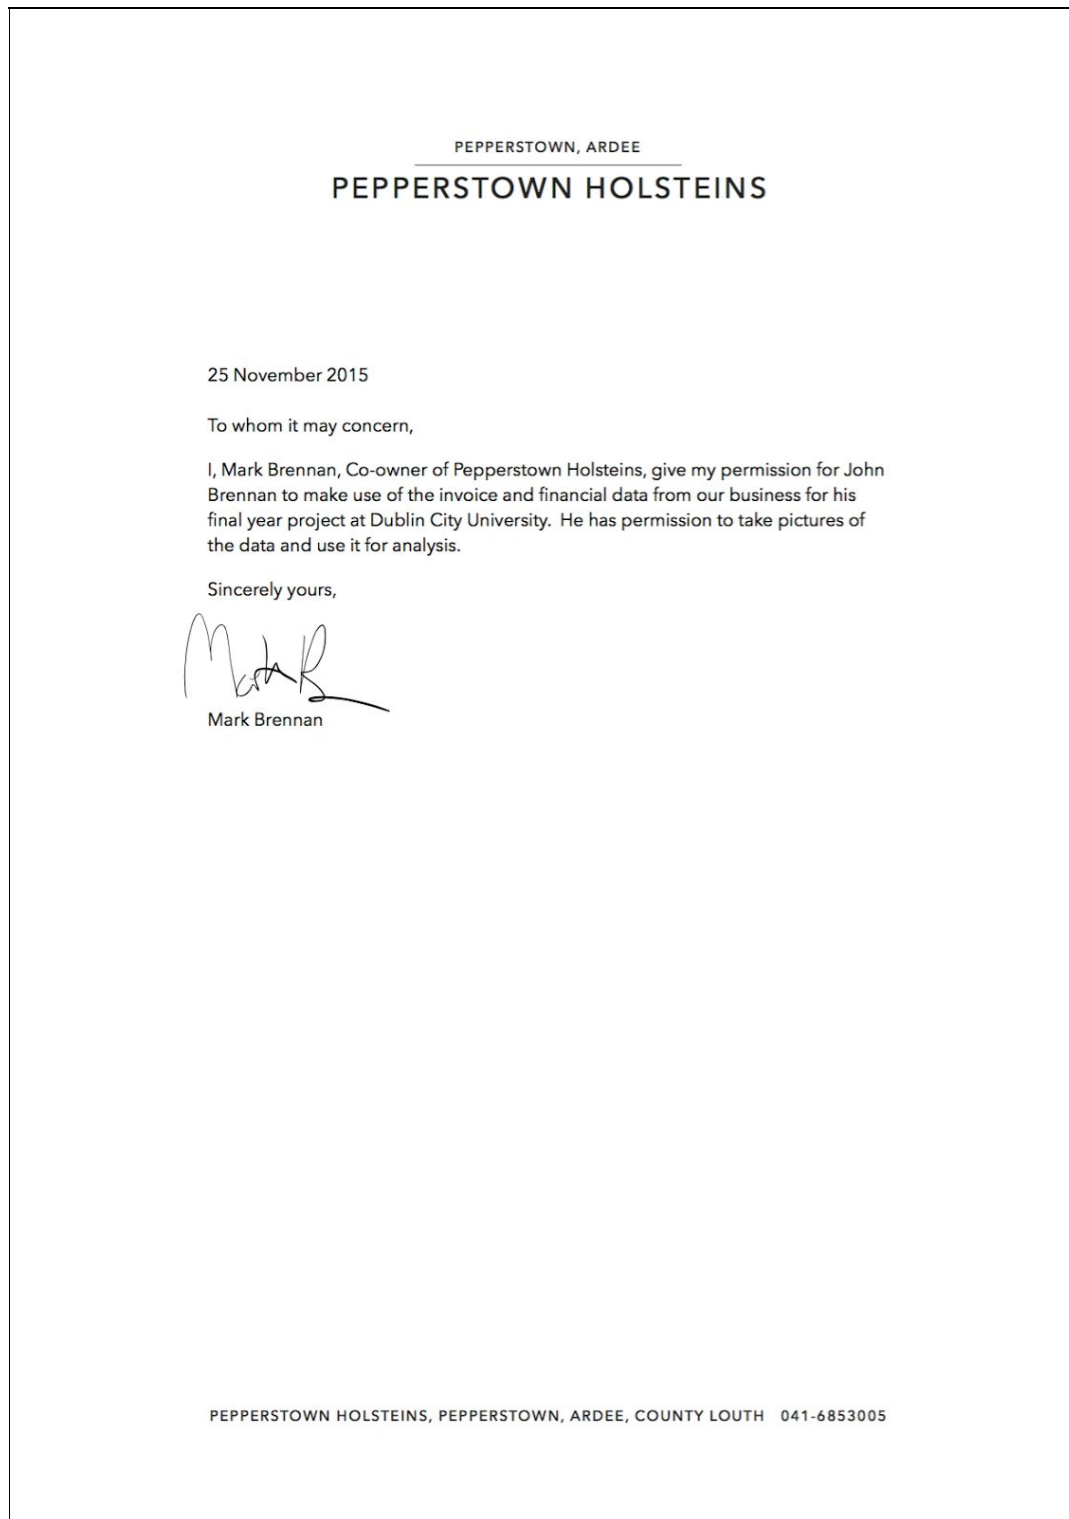 PEPPERSTOWN, ARDEE
PEPPERSTOWN HOLSTEINS
25 November 2015
To whom it may concern,
I, Mark Brennan, Co-owner of Pepperstown Holsteins, give my permission for John
Brennan to make use of the invoice and financial data from our business for his
final year project at Dublin City University.  He has permission to take pictures of
the data and use it for analysis.
Sincerely yours,
Mark Brennan
PEPPERSTOWN HOLSTEINS, PEPPERSTOWN, ARDEE, COUNTY LOUTH   041-6853005